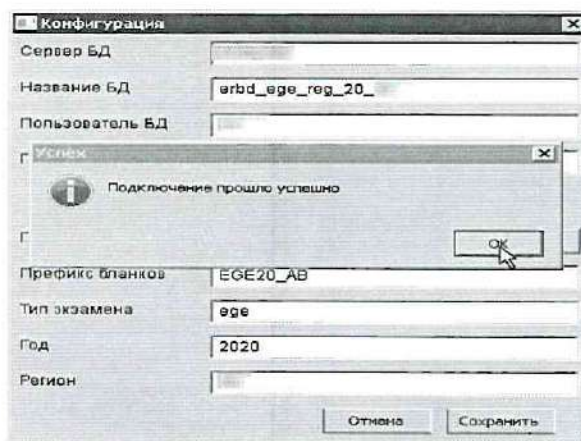 Конфигурация
Сервер БД
Название БД erbd_ege_reg_20_
Пользователь БД
П
Успех
Подключение прошло успешно
П
OK
Префикс бланков EGE20_AB
Тип экзамена ege
Год 2020
Регион
Отмена Сохранить